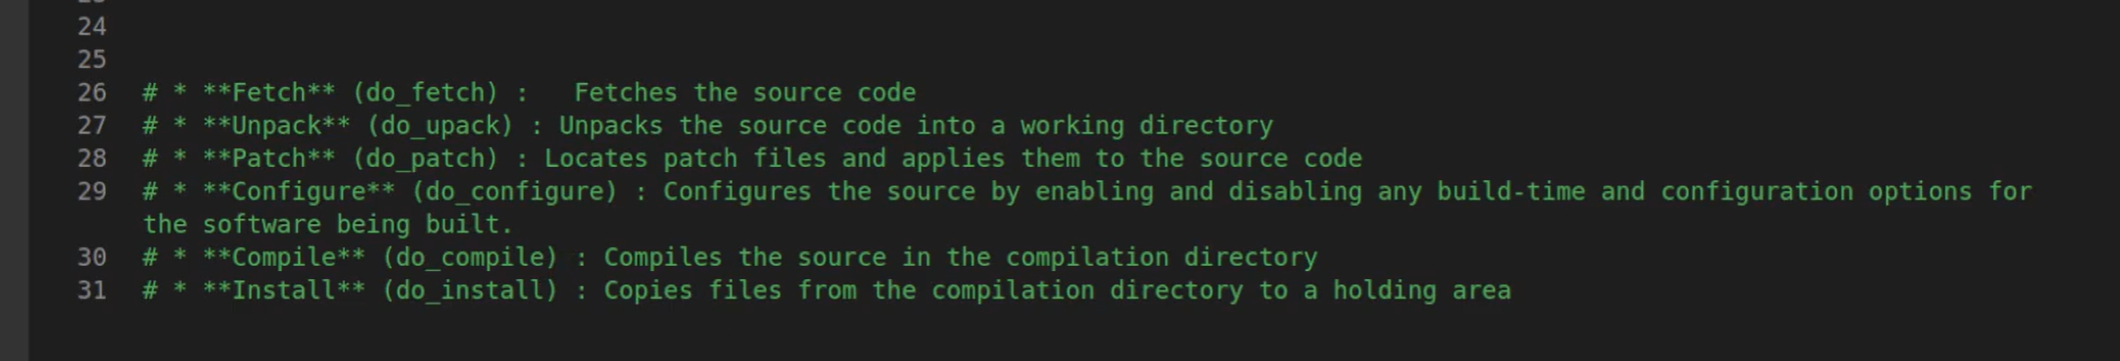 24
25
26 # * **Fetch** (do_fetch) :   Fetches the source code
27 # * **Unpack** (do_upack) : Unpacks the source code into a working directory
28 # * **Patch** (do_patch) : Locates patch files and applies them to the source code
29 # * **Configure** (do_configure) : Configures the source by enabling and disabling any build-time and configuration options for
the software being built.
30 # * **Compile** (do_compile) : Compiles the source in the compilation directory
31 # * **Install** (do_install) : Copies files from the compilation directory to a holding area